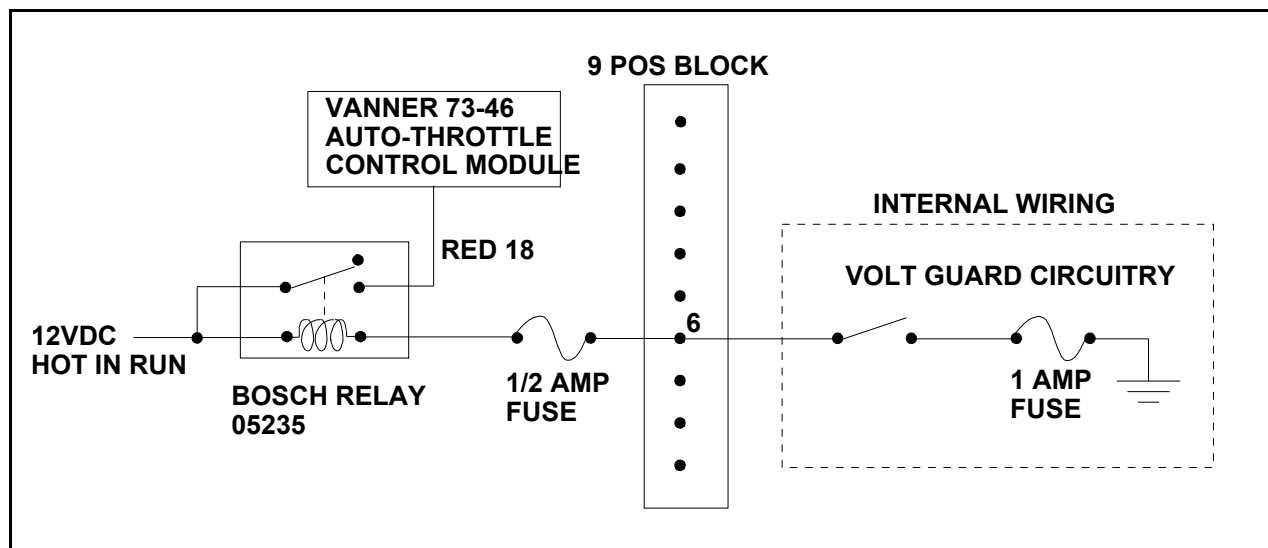 9 POS BLOCK
VANNER 73-46
AUTO-THROTTLE
CONTROL MODULE
INTERNAL WIRING
RED 18
VOLT GUARD CIRCUITRY
12VDC
HOT IN RUN
6
BOSCH RELAY
05235
1/2 AMP
FUSE
1 AMP
FUSE